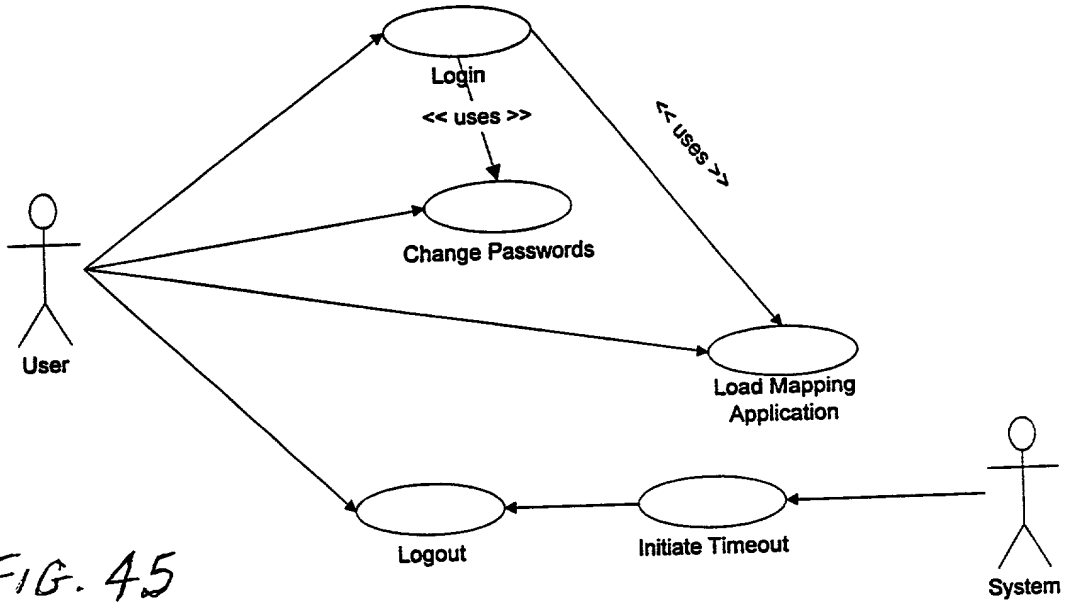 Login
<< uses >>
<< uses >>
Change Passwords
User
Load Mapping
Application
Logout
Initiate Timeout
System
FIG. 45